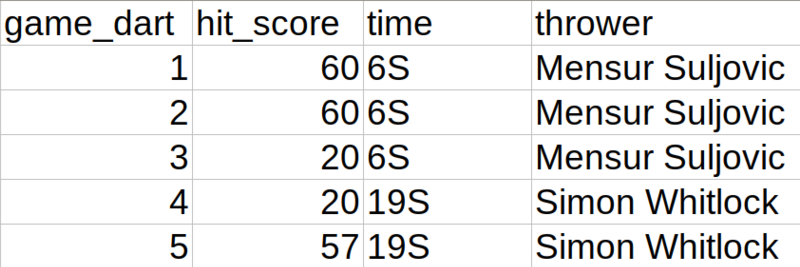 game_dart hit_score time thrower
1 60 6S Mensur Suljovic
2 60 6S Mensur Suljovic
3 20 6S Mensur Suljovic
4 20 19S Simon Whitlock
5 57 19S Simon Whitlock